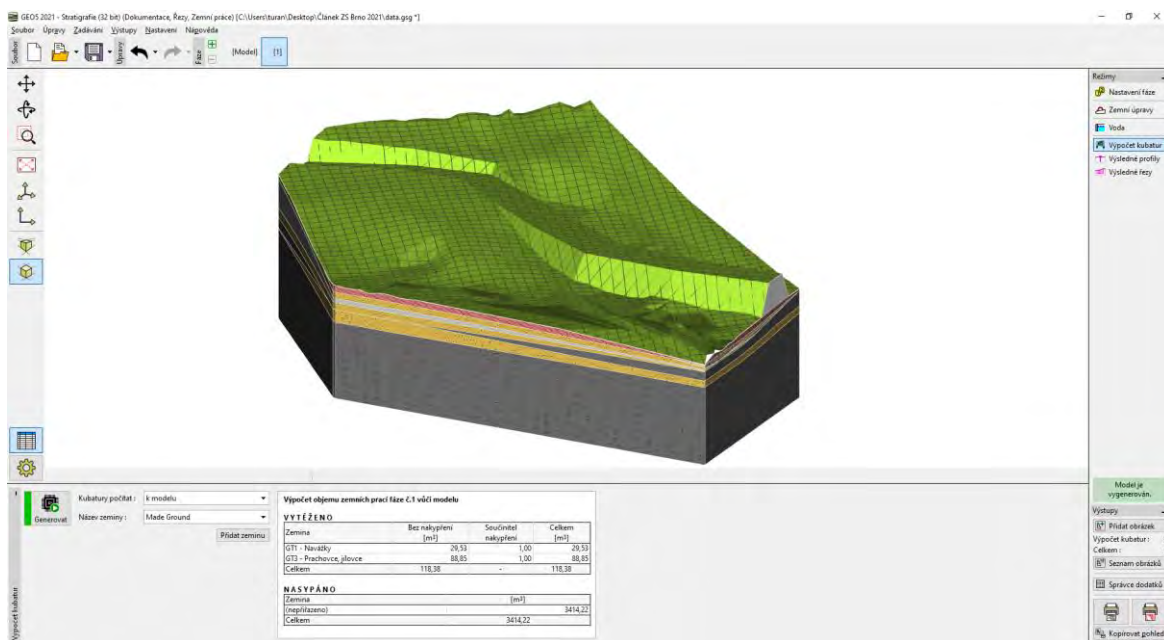 GEO5 2021 - Stratigrafie (32 bit) (Dokumentace, Řezy, Zemní práce) [C:\Users\turan\Desktop\Článek ZS Brno 2021\data.gsg *]
Soubor Úpravy Zadávání Výstupy Nastavení Nápověda
Soubor Úpravy Fáze [Model] [1]
Režimy
Nastavení fáze
Zemní úpravy
Voda
Výpočet kubatur
Výsledné profily
Výsledné řezy
Model je
vygenerován.
Výpočet kubatur
Generovat
Kubatury počítat : k modelu
Název zeminy : Made Ground
Přidat zeminu
Výpočet objemu zemních prací fáze č.1 vůči modelu
VYTĚŽENO
Zemina Bez nakypření [m³] Součinitel nakypření Celkem [m³]
GT1 - Navážky 29,53 1,00 29,53
GT3 - Prachovce, jílovce 88,85 1,00 88,85
Celkem 118,38 - 118,38
NASYPÁNO
Zemina [m³]
(nepřiřazeno) 3414,22
Celkem 3414,22
Výstupy
Přidat obrázek
Výpočet kubatur :
Celkem :
Seznam obrázků
Správce dodatků
Kopírovat pohled